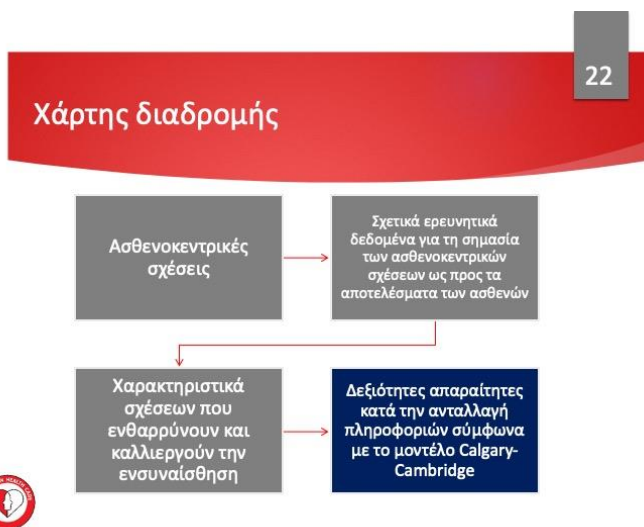 22
Χάρτης διαδρομής
Ασθενοκεντρικές
σχέσεις
Σχετικά ερευνητικά
δεδομένα για τη σημασία
των ασθενοκεντρικών
σχέσεων ως προς τα
αποτελέσματα των ασθενών
Χαρακτηριστικά
σχέσεων που
ενθαρρύνουν και
καλλιεργούν την
ενσυναίσθηση
Δεξιότητες απαραίτητες
κατά την ανταλλαγή
πληροφοριών σύμφωνα
με το μοντέλο Calgary-
Cambridge
HEALTH CARE